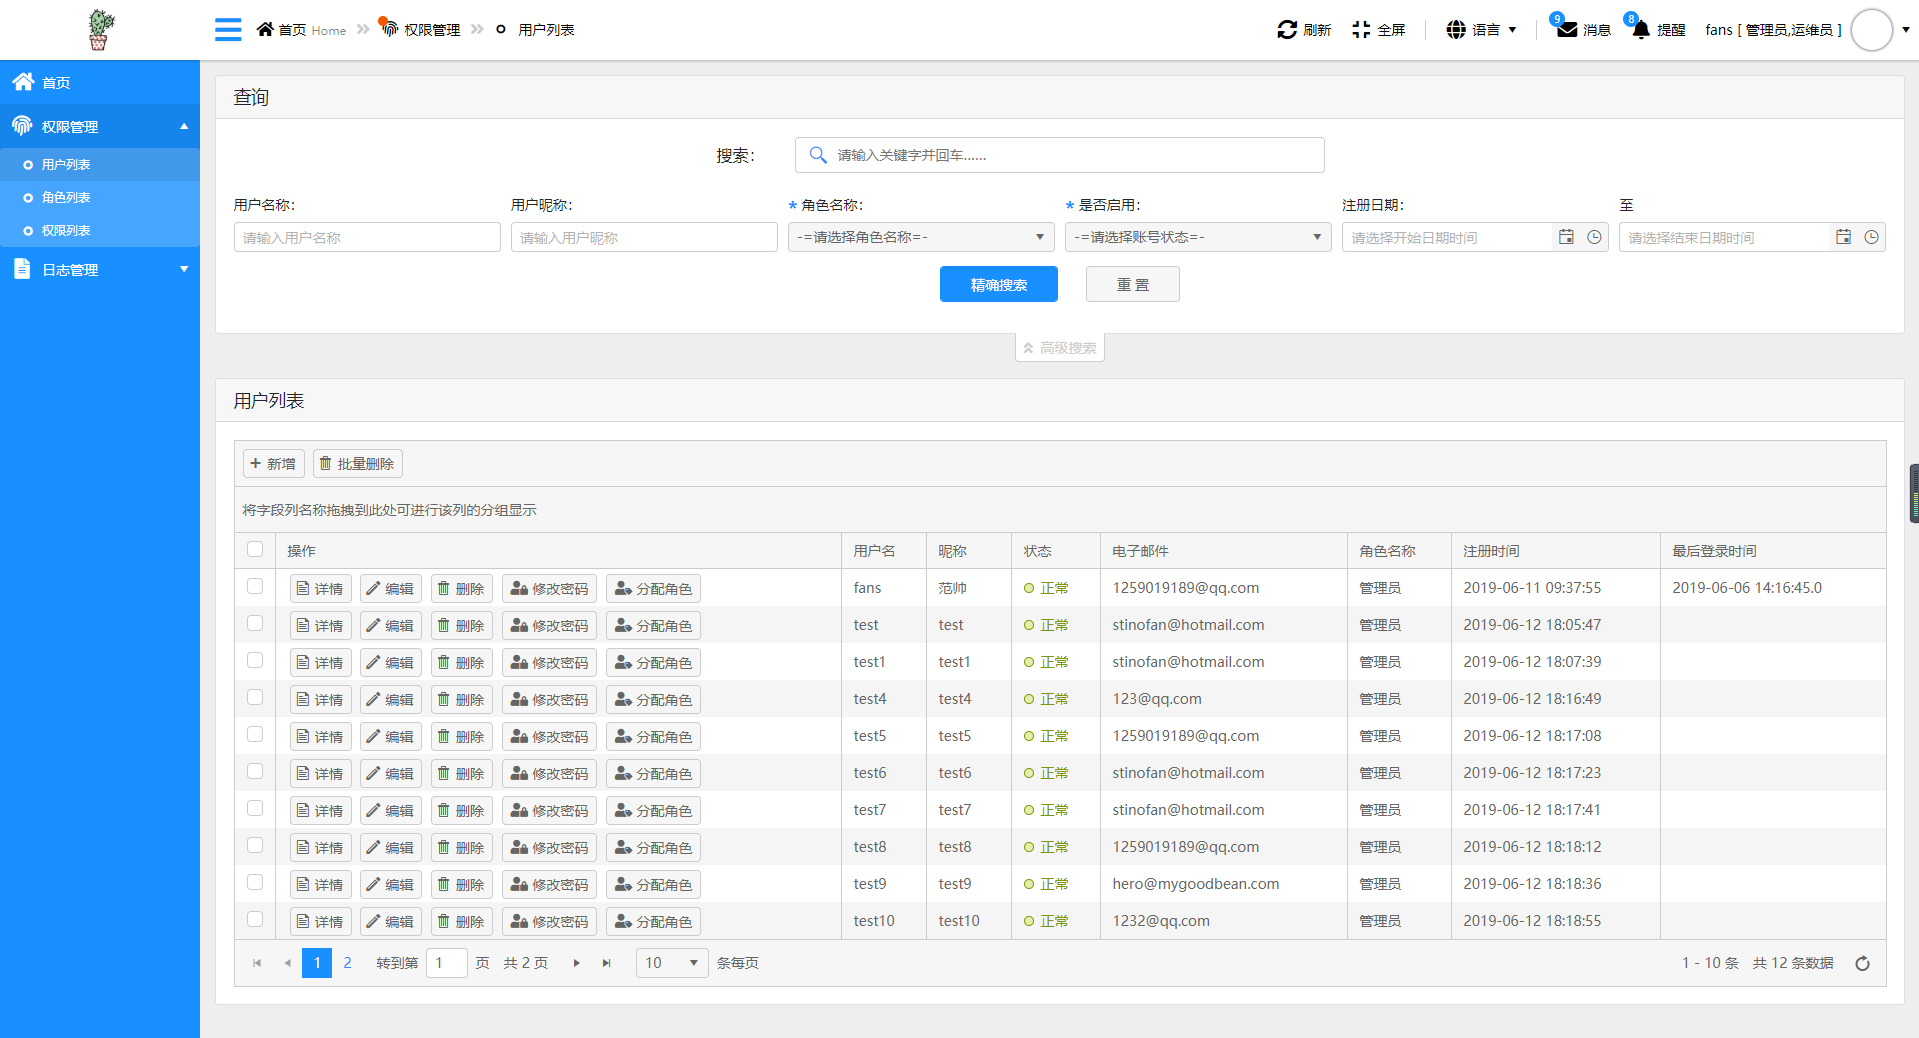 首页 Home 权限管理 用户列表 刷新 全屏 语言 9 消息 8 提醒 fans [ 管理员,运维员 ]
首页
权限管理
用户列表
角色列表
权限列表
日志管理
查询
搜索： 请输入关键字并回车......
用户名称： 用户昵称： * 角色名称： * 是否启用： 注册日期： 至
请输入用户名称 请输入用户昵称 -=请选择角色名称=- -=请选择账号状态=- 请选择开始日期时间 请选择结束日期时间
精确搜索 重 置
高级搜索
用户列表
新增 批量删除
将字段列名称拖拽到此处可进行该列的分组显示
操作 用户名 昵称 状态 电子邮件 角色名称 注册时间 最后登录时间
详情 编辑 删除 修改密码 分配角色 fans 范帅 正常 1259019189@qq.com 管理员 2019-06-11 09:37:55 2019-06-06 14:16:45.0
详情 编辑 删除 修改密码 分配角色 test test 正常 stinofan@hotmail.com 管理员 2019-06-12 18:05:47
详情 编辑 删除 修改密码 分配角色 test1 test1 正常 stinofan@hotmail.com 管理员 2019-06-12 18:07:39
详情 编辑 删除 修改密码 分配角色 test4 test4 正常 123@qq.com 管理员 2019-06-12 18:16:49
详情 编辑 删除 修改密码 分配角色 test5 test5 正常 1259019189@qq.com 管理员 2019-06-12 18:17:08
详情 编辑 删除 修改密码 分配角色 test6 test6 正常 stinofan@hotmail.com 管理员 2019-06-12 18:17:23
详情 编辑 删除 修改密码 分配角色 test7 test7 正常 stinofan@hotmail.com 管理员 2019-06-12 18:17:41
详情 编辑 删除 修改密码 分配角色 test8 test8 正常 1259019189@qq.com 管理员 2019-06-12 18:18:12
详情 编辑 删除 修改密码 分配角色 test9 test9 正常 hero@mygoodbean.com 管理员 2019-06-12 18:18:36
详情 编辑 删除 修改密码 分配角色 test10 test10 正常 1232@qq.com 管理员 2019-06-12 18:18:55
1 2 转到第 1 页 共 2 页 10 条每页 1 - 10 条 共 12 条数据